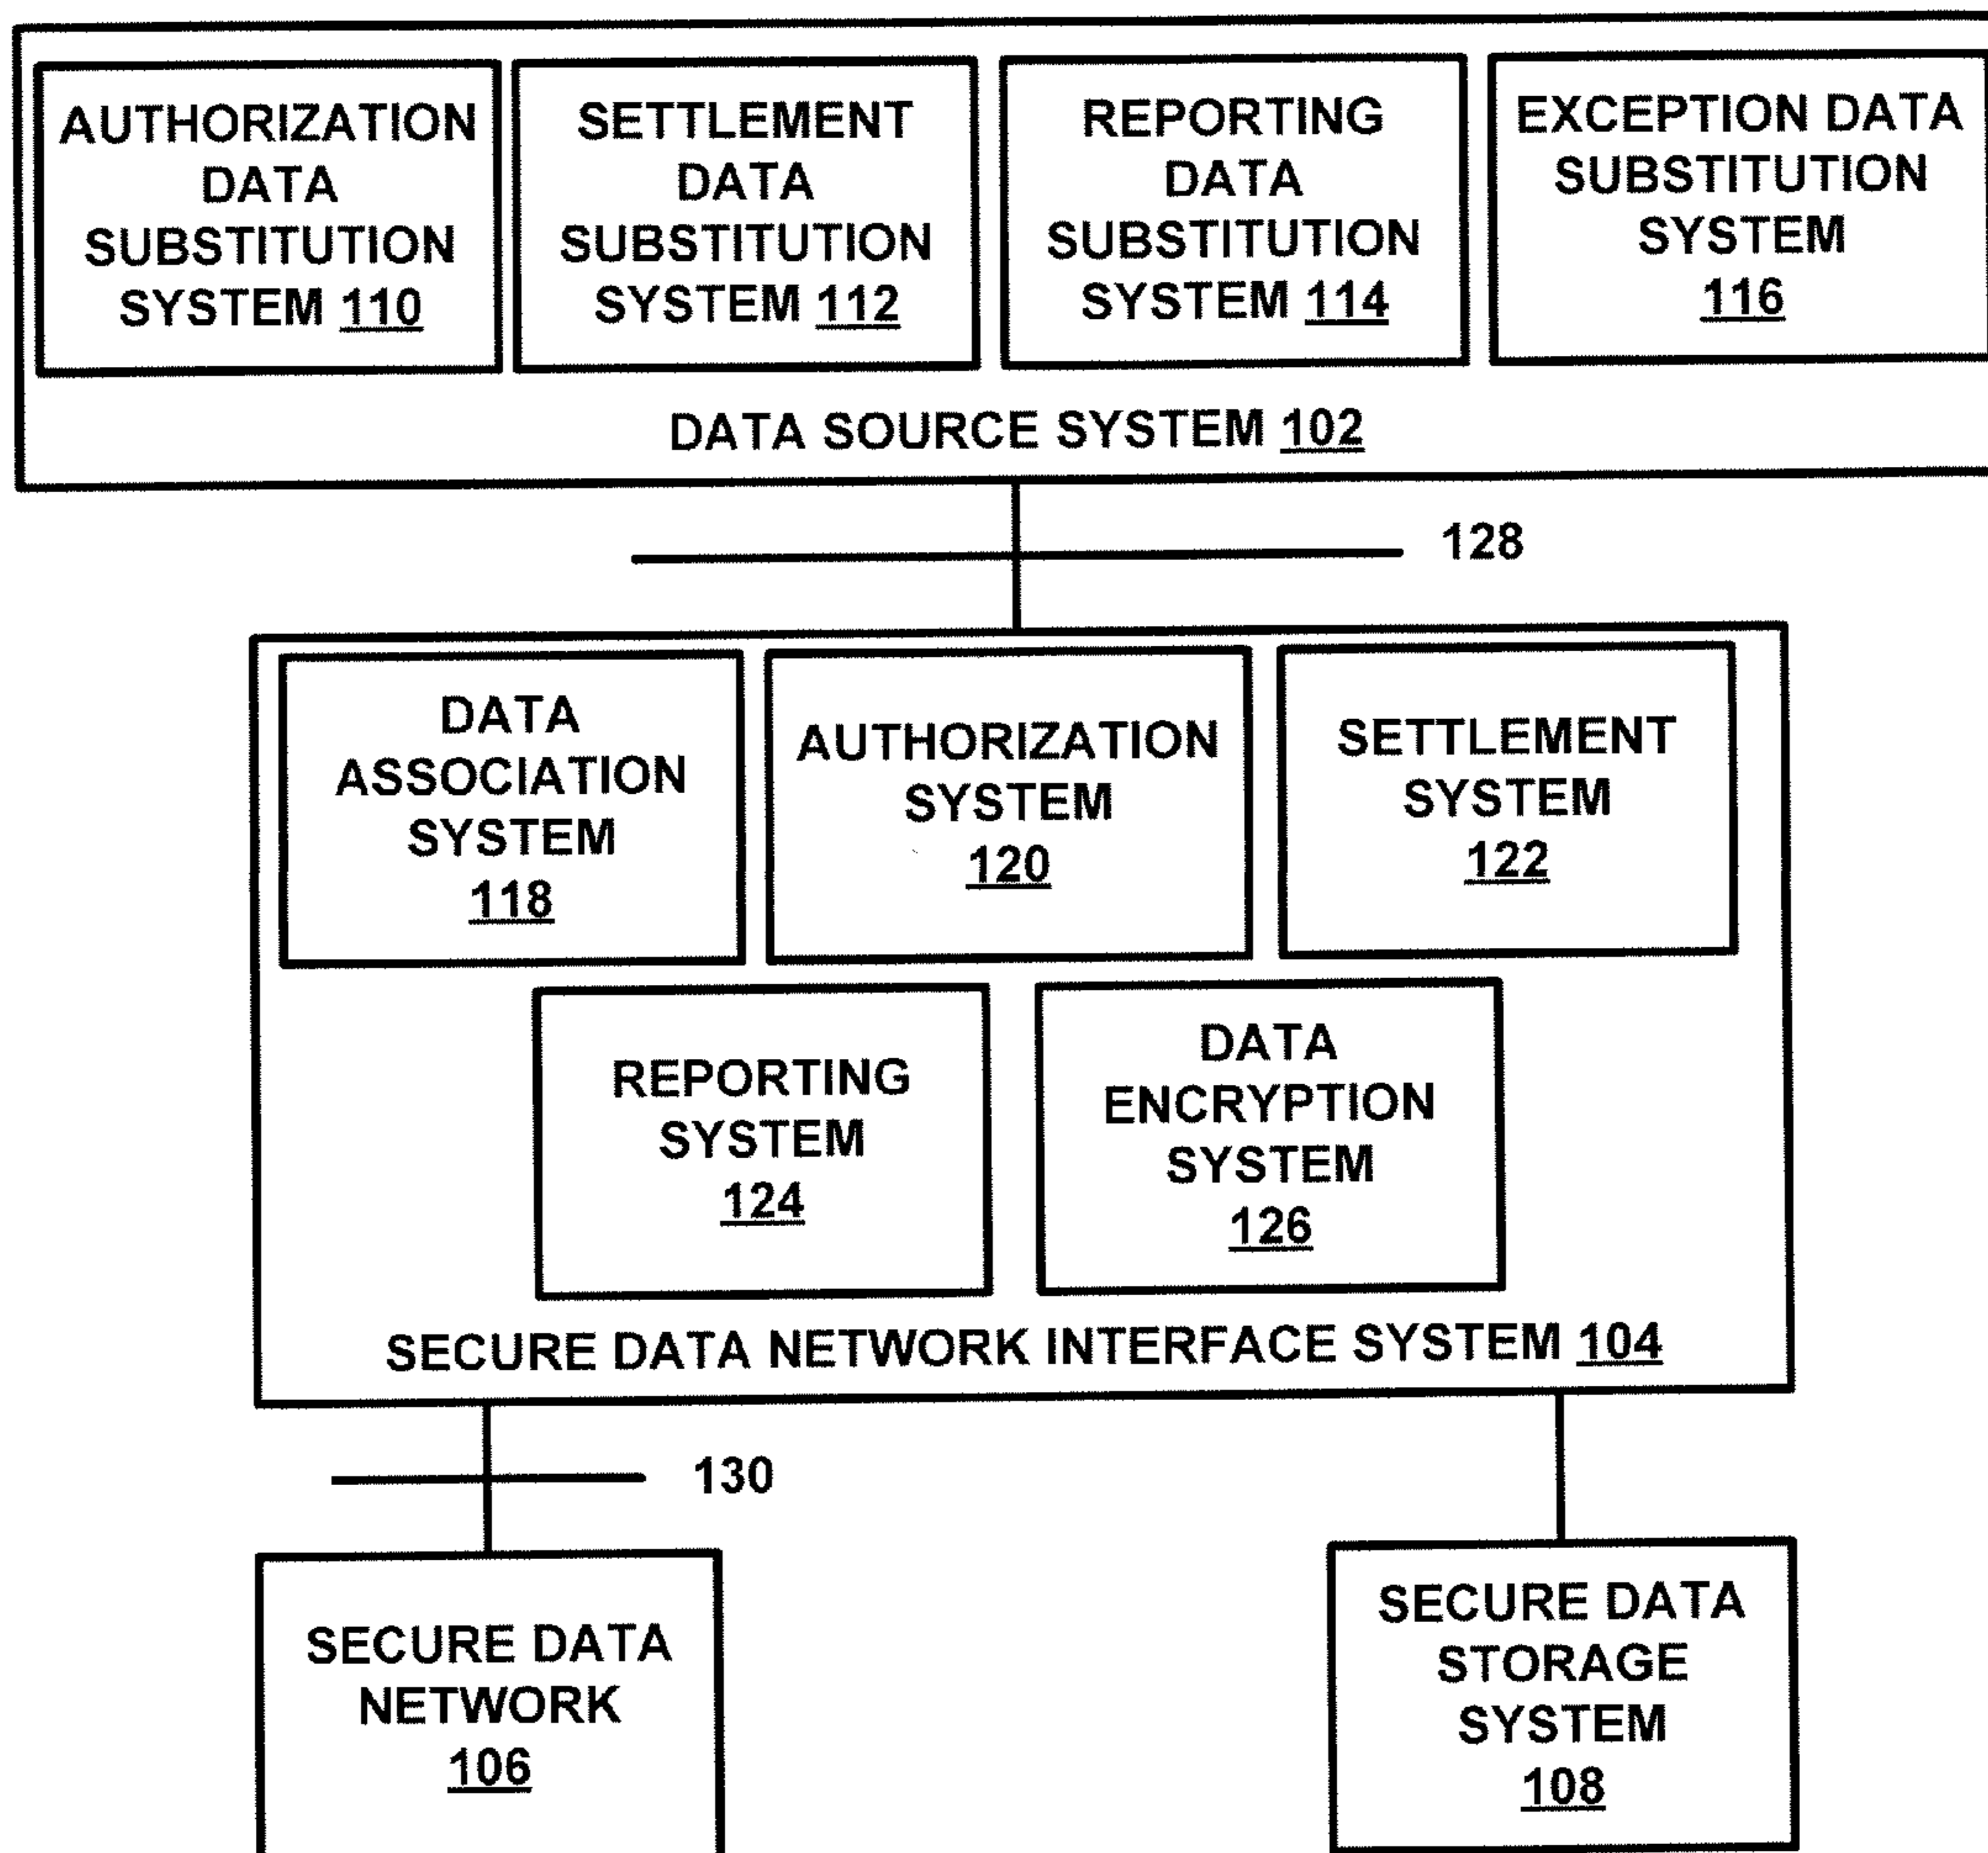 AUTHORIZATION
DATA
SUBSTITUTION
SYSTEM 110
SETTLEMENT
DATA
SUBSTITUTION
SYSTEM 112
REPORTING
DATA
SUBSTITUTION
SYSTEM 114
EXCEPTION DATA
SUBSTITUTION
SYSTEM
116
DATA SOURCE SYSTEM 102
128
DATA
ASSOCIATION
SYSTEM
118
AUTHORIZATION
SYSTEM
120
SETTLEMENT
SYSTEM
122
REPORTING
SYSTEM
124
DATA
ENCRYPTION
SYSTEM
126
SECURE DATA NETWORK INTERFACE SYSTEM 104
130
SECURE DATA
NETWORK
106
SECURE DATA
STORAGE
SYSTEM
108